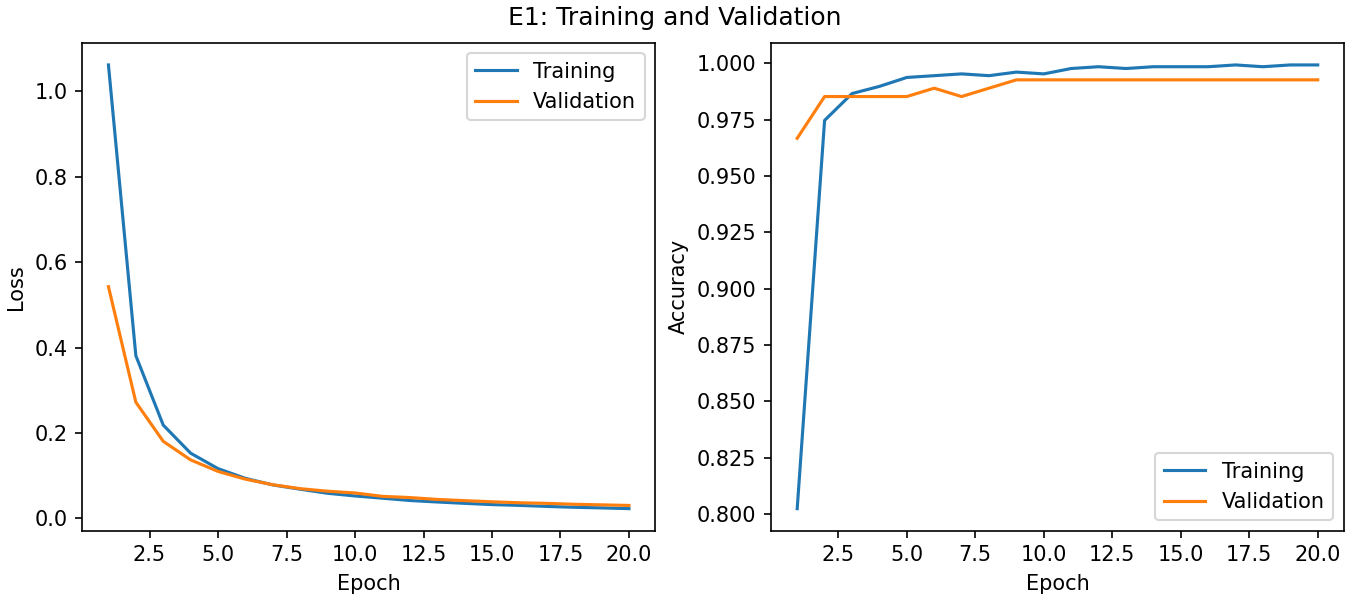 E1: Training and Validation
Training
Validation
1.0
0.8
0.6
0.4
0.2
0.0
Loss
2.5 5.0 7.5 10.0 12.5 15.0 17.5 20.0
Epoch
1.000
0.975
0.950
0.925
0.900
0.875
0.850
0.825
0.800
Accuracy
Training
Validation
2.5 5.0 7.5 10.0 12.5 15.0 17.5 20.0
Epoch